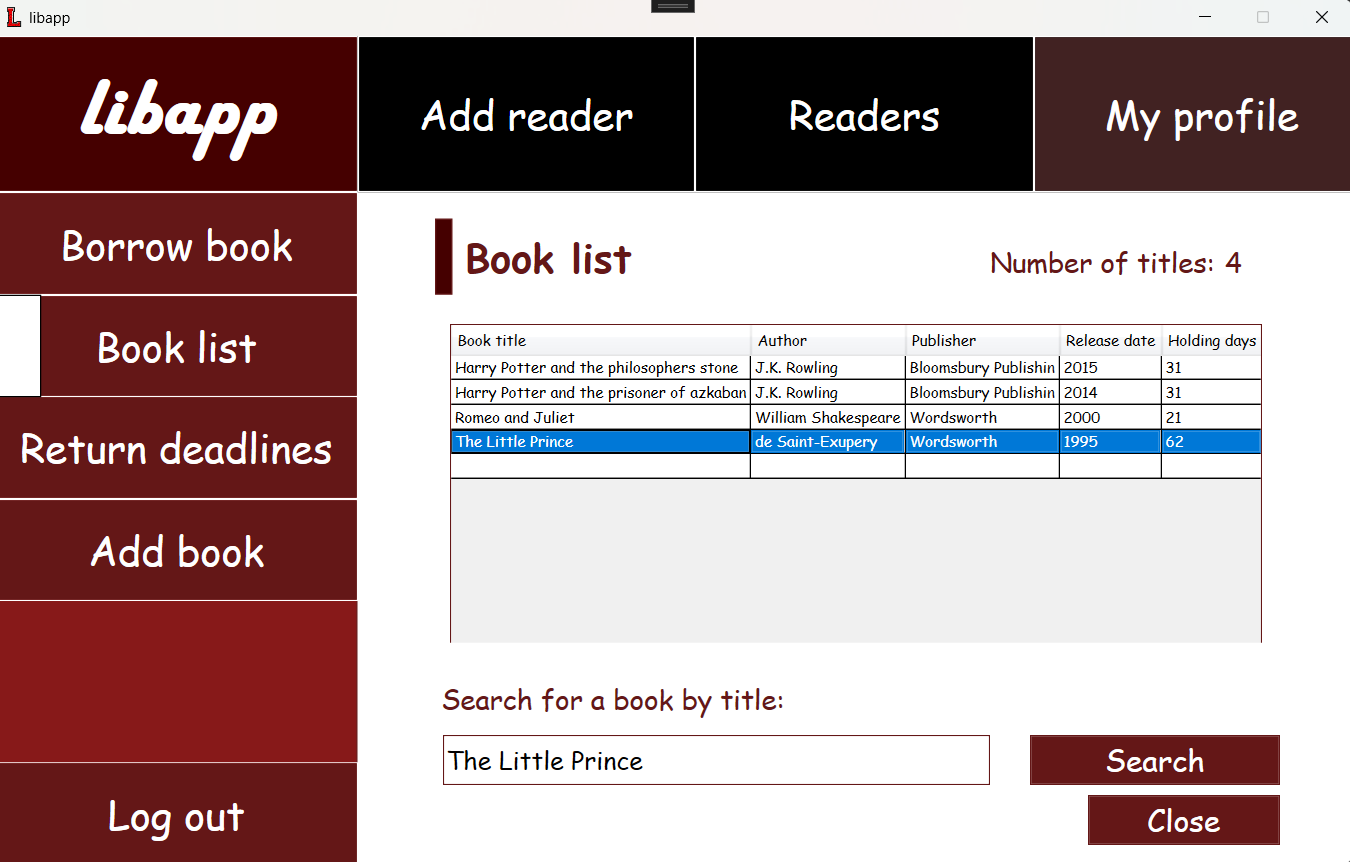 libapp
libapp
Add reader
Readers
My profile
Borrow book
Book list
Return deadlines
Add book
Log out
Book list
Number of titles: 4
Book title Author Publisher Release date Holding days
Harry Potter and the philosophers stone J.K. Rowling Bloomsbury Publishin 2015 31
Harry Potter and the prisoner of azkaban J.K. Rowling Bloomsbury Publishin 2014 31
Romeo and Juliet William Shakespeare Wordsworth 2000 21
The Little Prince de Saint-Exupery Wordsworth 1995 62
Search for a book by title:
The Little Prince
Search
Close